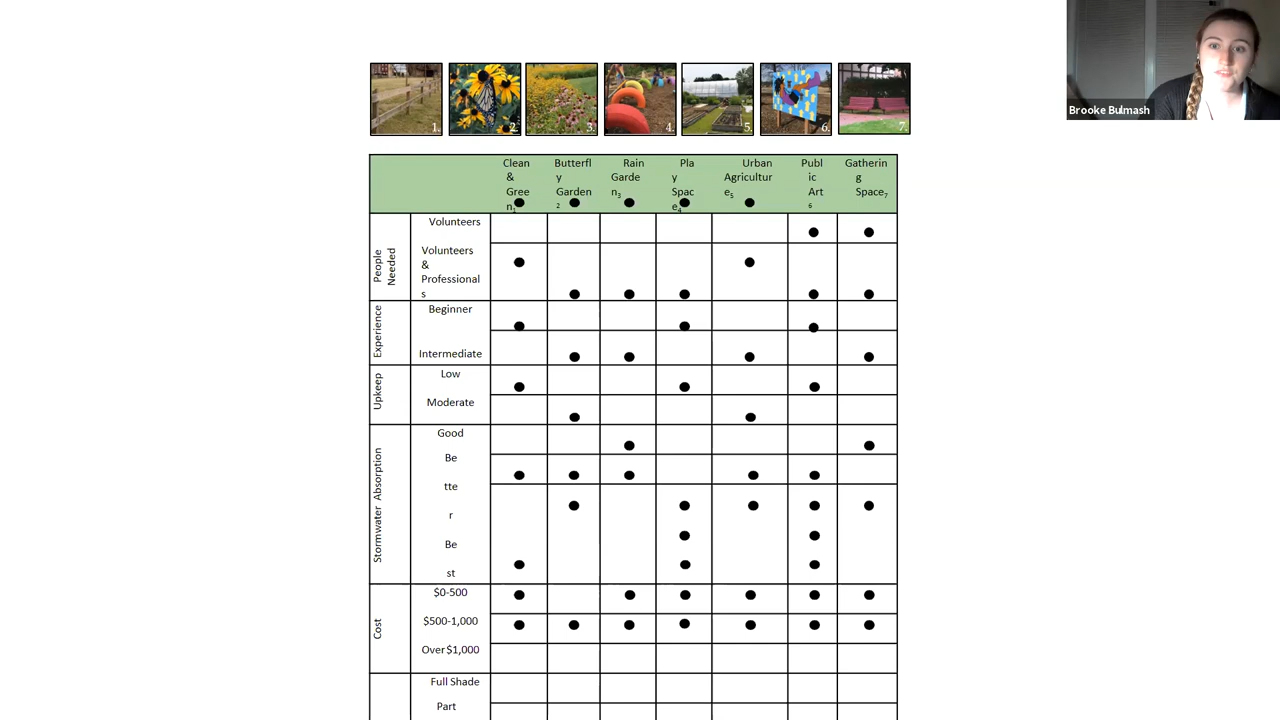 Brooke Bulmash
1.
2.
3.
4.
5.
6.
7.
Clean
&
Gree
n1
Butterfl
y
Garden
2
Rain
Garde
n3
Pla
y
Spac
e4
Urban
Agricultur
e5
Publ
ic
Art
6
Gatherin
g
Space7
People
Needed
Volunteers
Volunteers
&
Professional
s
Experience
Beginner
Intermediate
Upkeep
Low
Moderate
Stormwater Absorption
Good
Be
tte
r
Be
st
Cost
$0-500
$500-1,000
Over $1,000
Full Shade
Part